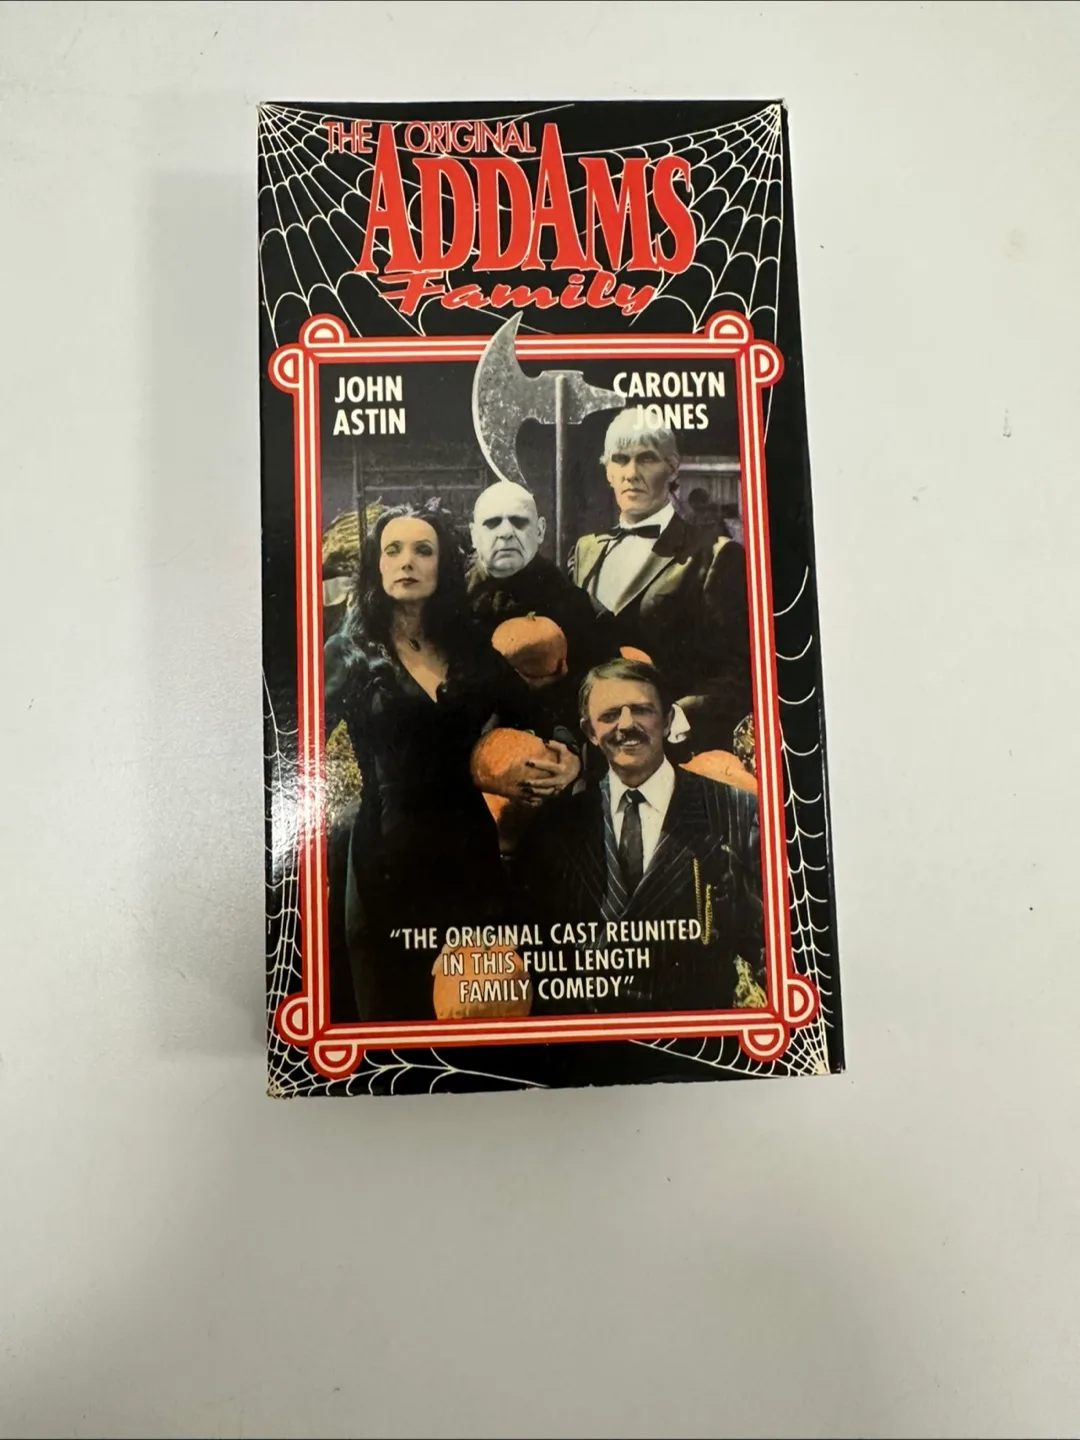 THE ORIGINAL
ADDAMS
Family
JOHN
ASTIN
CAROLYN
JONES
"THE ORIGINAL CAST REUNITED
IN THIS FULL LENGTH
FAMILY COMEDY"